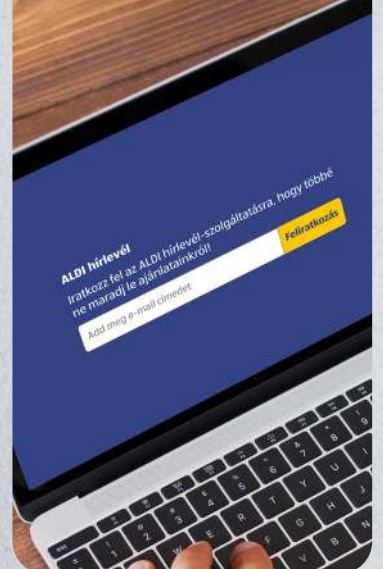 ALDI hírlevél
Iratkozz fel az ALDI hírlevél-szolgáltatásra, hogy többé
ne maradj le ajánlatainkról!
Add meg e-mail címedet
Feliratkozás